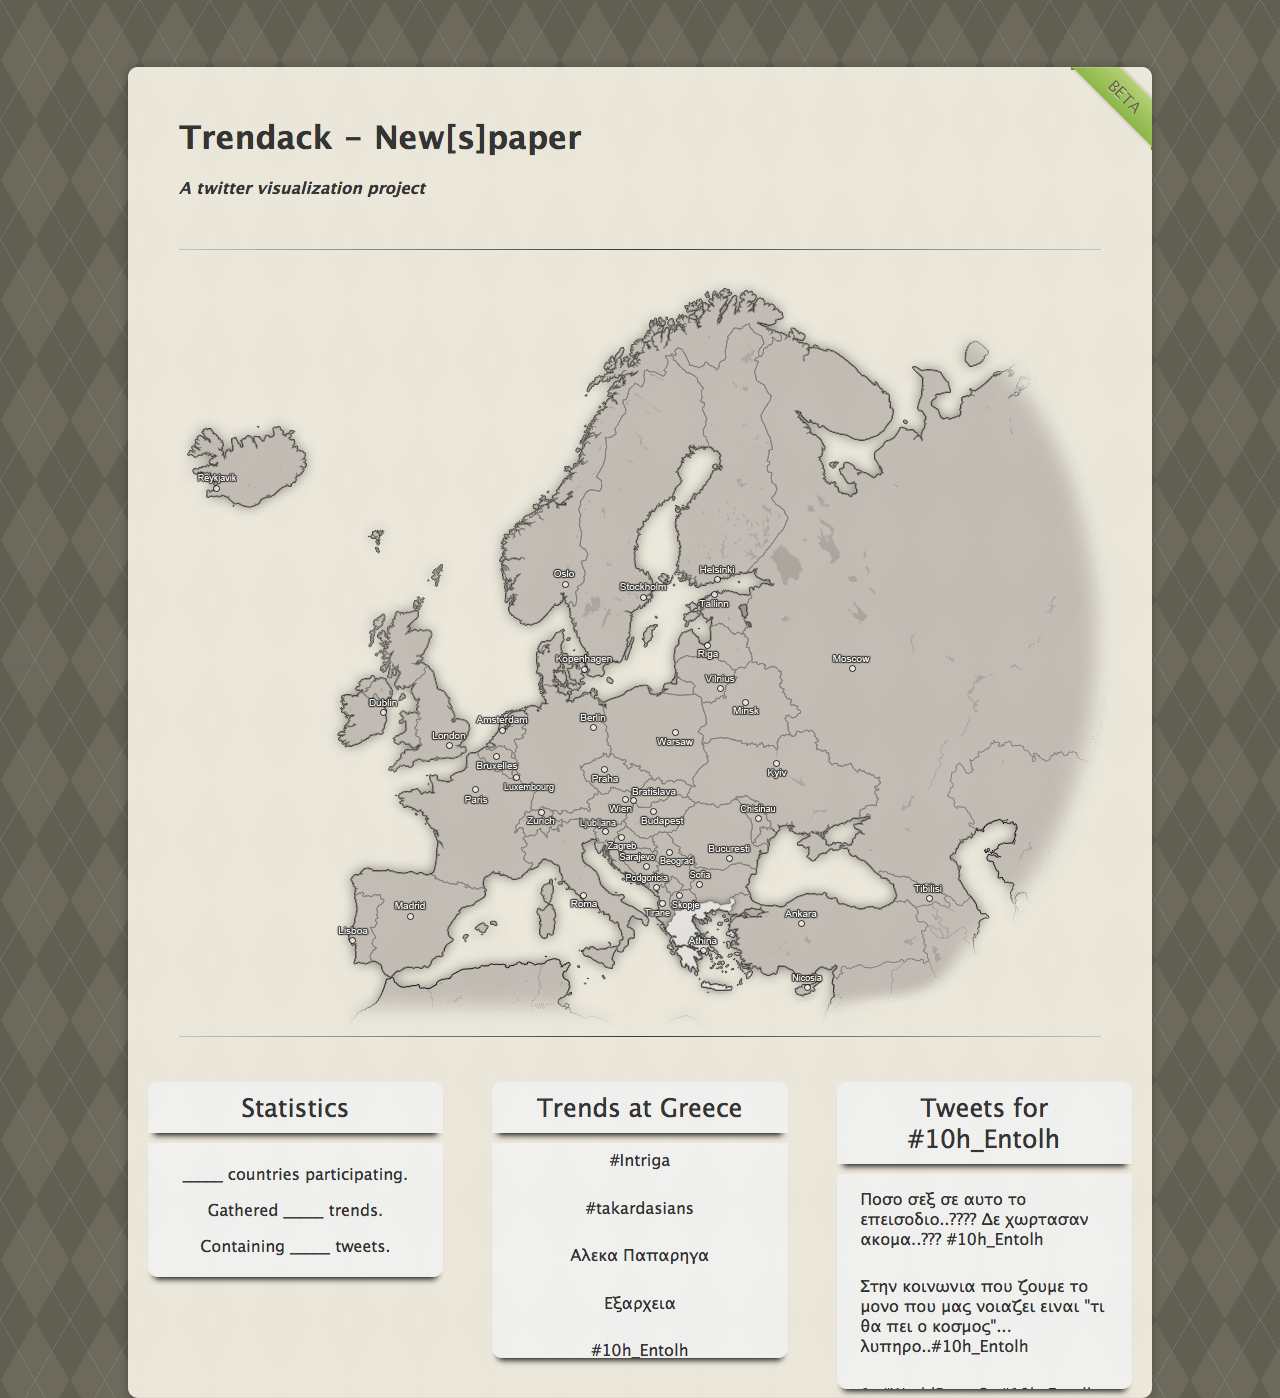 BETA
Trendack - New[s]paper
A twitter visualization project
Reykjavik
Oslo
Stockholm
Helsinki
Tallinn
Riga
Köpenhagen
Moscow
Vilnius
Minsk
Dublin
London
Amsterdam
Berlin
Warsaw
Bruxelles
Luxembourg
Praha
Kyiv
Paris
Zurich
Wien
Bratislava
Budapest
Chisinau
Ljubljana
Zagreb
Sarajevo
Beograd
Bucuresti
Podgoricia
Sofia
Madrid
Lisboa
Roma
Tirane
Skopje
Athina
Ankara
Tibilisi
Nicosia
Statistics
_____ countries participating.
Gathered _____ trends.
Containing _____ tweets.
Trends at Greece
#Intriga
#takardasians
Αλεκα Παπαρηγα
Εξαρχεια
#10h_Entolh
Tweets for
#10h_Entolh
Ποσο σεξ σε αυτο το
επεισοδιο..???? Δε χωρτασαν
ακομα..??? #10h_Entolh
Στην κοινωνια που ζουμε το
μονο που μας νοιαζει ειναι "τι
θα πει ο κοσμος"...
λυπηρο..#10h_Entolh